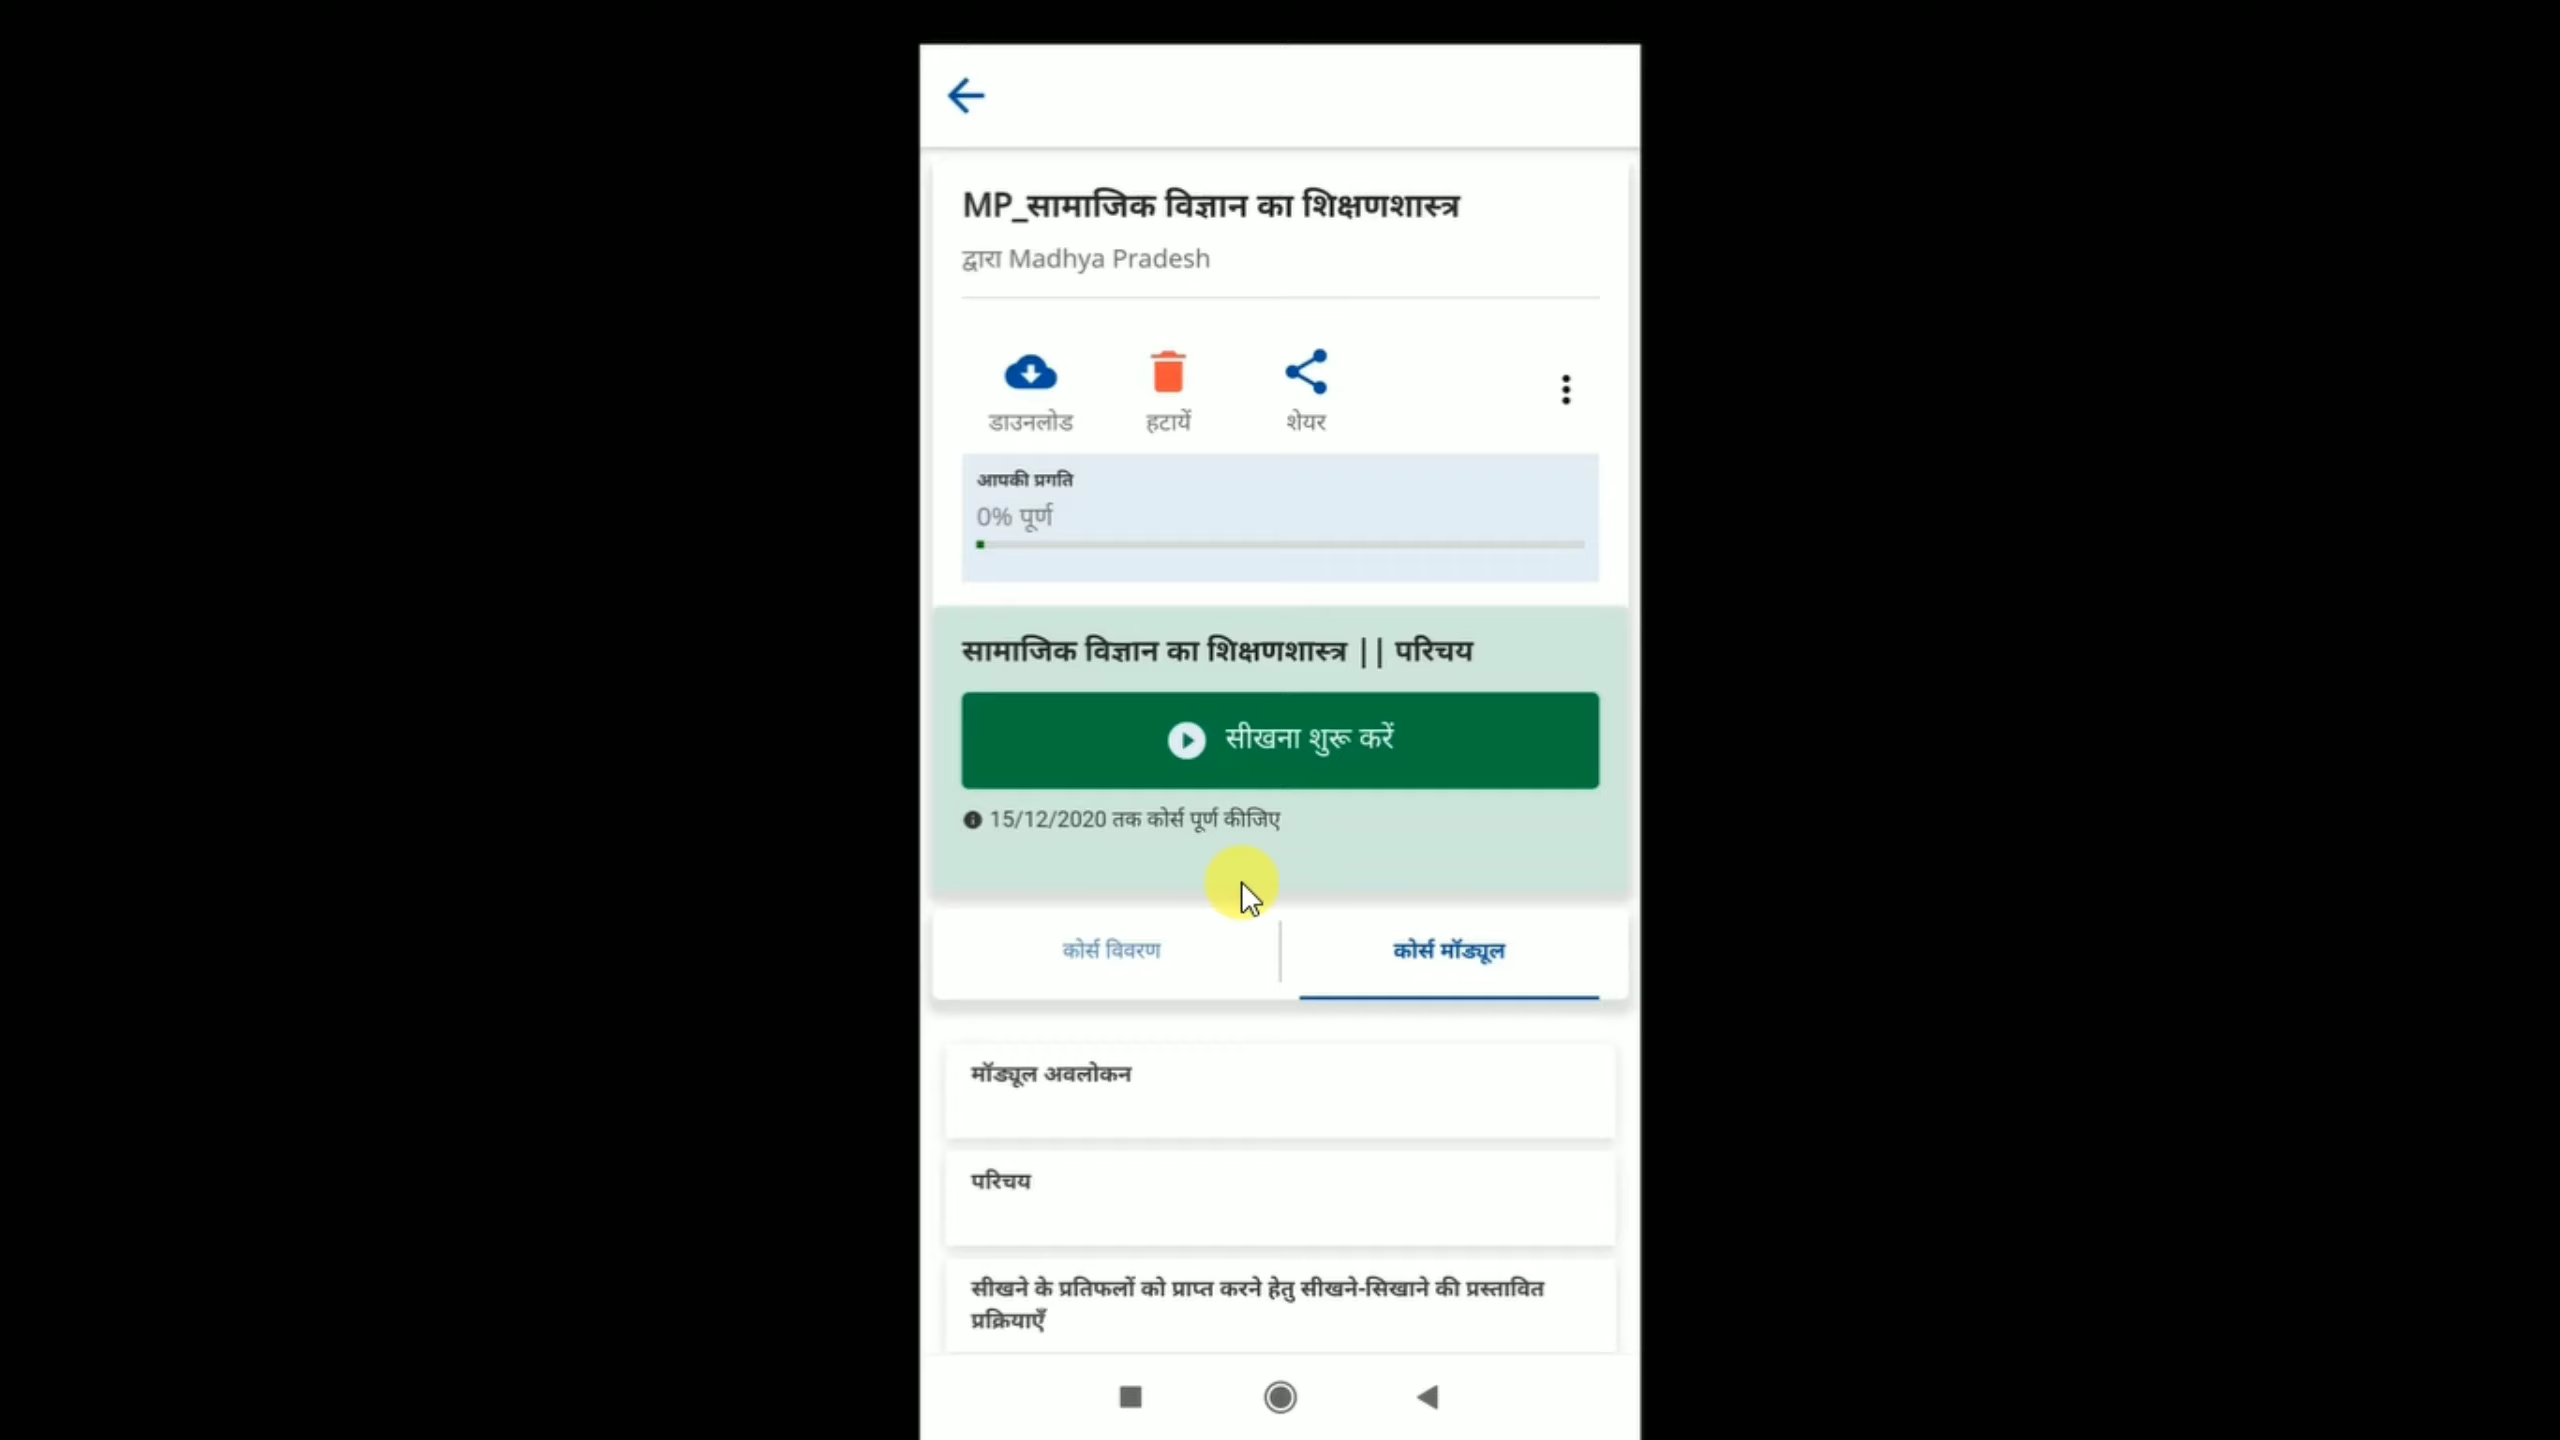 MP_सामाजिक विज्ञान का शिक्षणशास्त्र
द्वारा Madhya Pradesh
डाउनलोड हटायें शेयर
आपकी प्रगति
0% पूर्ण
सामाजिक विज्ञान का शिक्षणशास्त्र || परिचय
सीखना शुरू करें
15/12/2020 तक कोर्स पूर्ण कीजिए
कोर्स विवरण कोर्स मॉड्यूल
मॉड्यूल अवलोकन
परिचय
सीखने के प्रतिफलों को प्राप्त करने हेतु सीखने-सिखाने की प्रस्तावित
प्रक्रियाएँ